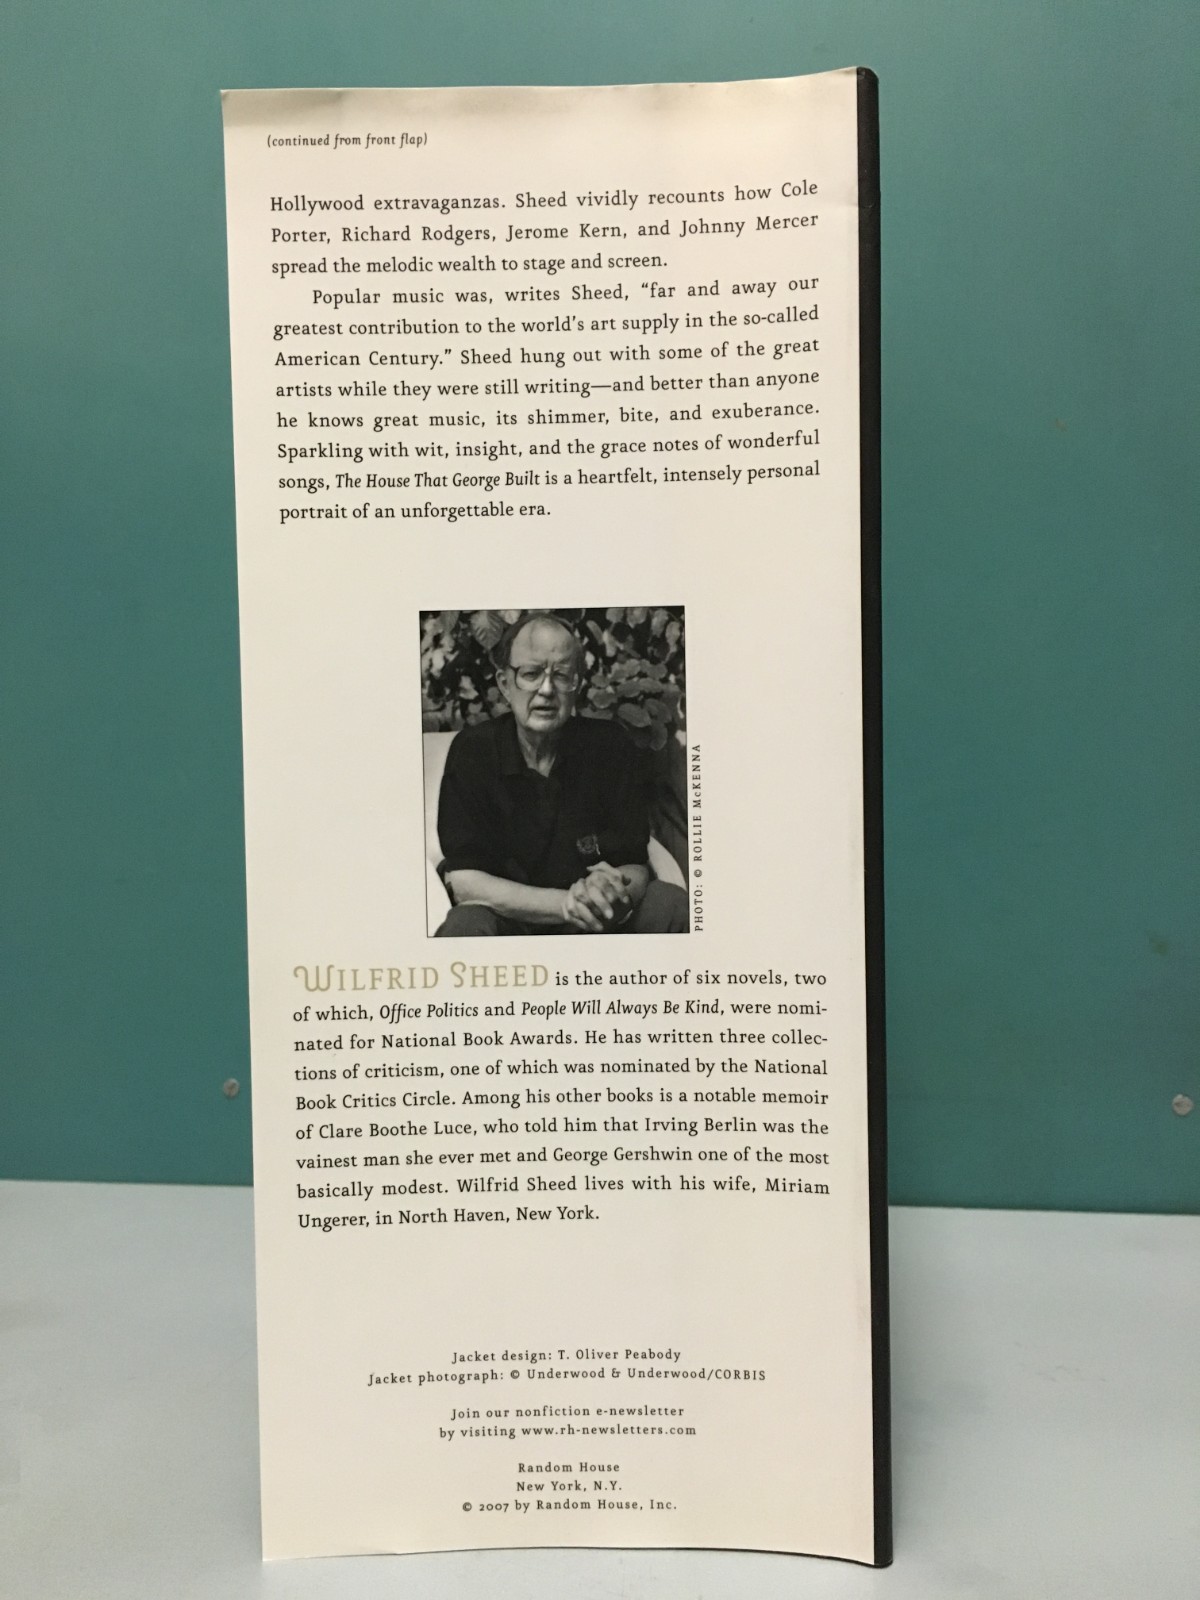 (continued from front flap)
Hollywood extravaganzas. Sheed vividly recounts how Cole
Porter, Richard Rodgers, Jerome Kern, and Johnny Mercer
spread the melodic wealth to stage and screen.
Popular music was, writes Sheed, “far and away our
greatest contribution to the world’s art supply in the so-called
American Century.” Sheed hung out with some of the great
artists while they were still writing—and better than anyone
he knows great music, its shimmer, bite, and exuberance.
Sparkling with wit, insight, and the grace notes of wonderful
songs, The House That George Built is a heartfelt, intensely personal
portrait of an unforgettable era.
PHOTO: © ROLLIE McKENNA
WILFRID SHEED is the author of six novels, two
of which, Office Politics and People Will Always Be Kind, were nomi-
nated for National Book Awards. He has written three collec-
tions of criticism, one of which was nominated by the National
Book Critics Circle. Among his other books is a notable memoir
of Clare Boothe Luce, who told him that Irving Berlin was the
vainest man she ever met and George Gershwin one of the most
basically modest. Wilfrid Sheed lives with his wife, Miriam
Ungerer, in North Haven, New York.
Jacket design: T. Oliver Peabody
Jacket photograph: © Underwood & Underwood/CORBIS
Join our nonfiction e-newsletter
by visiting www.rh-newsletters.com
Random House
New York, N.Y.
© 2007 by Random House, Inc.